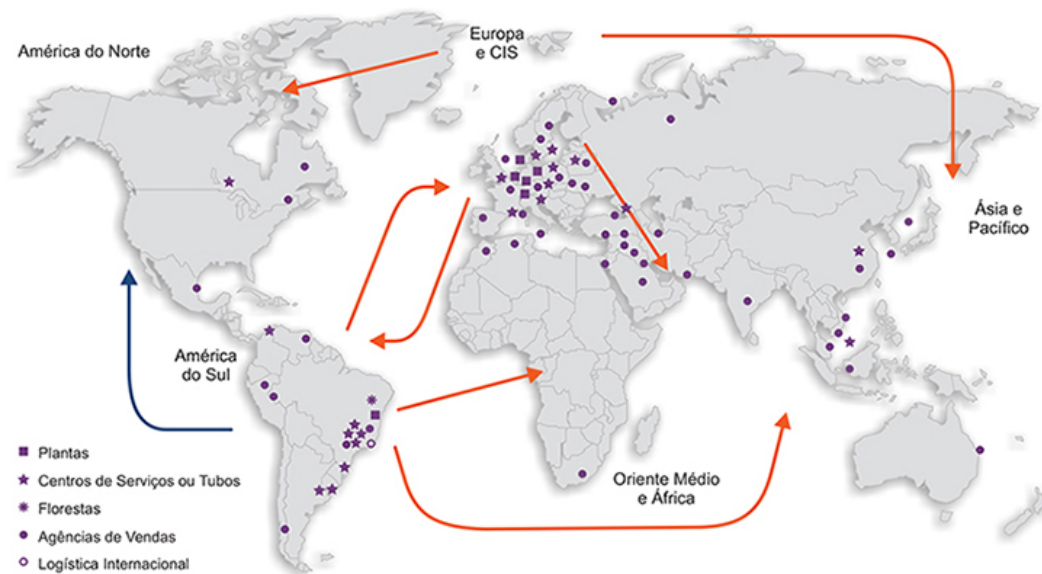 América do Norte
Europa
e CIS
Ásia e
Pacífico
América
do Sul
Oriente Médio
e África
Plantas
Centros de Serviços ou Tubos
Florestas
Agências de Vendas
Logística Internacional